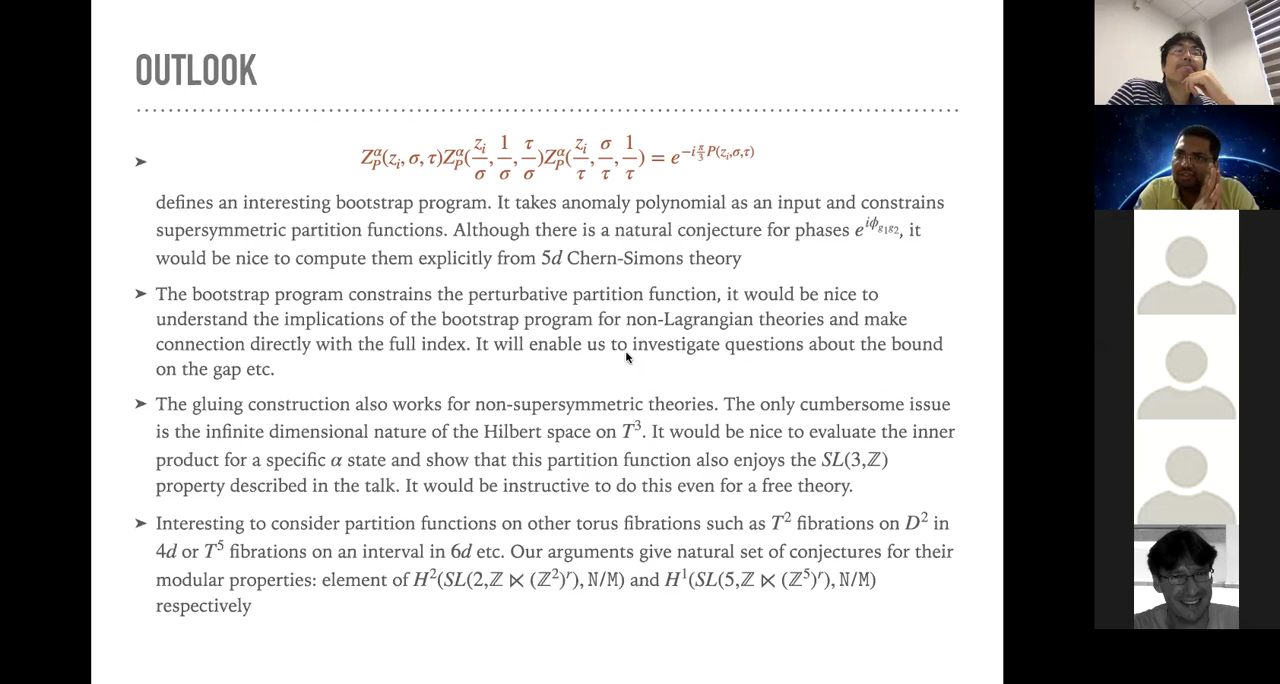 OUTLOOK
➤ Z_P^α(z_i, σ, τ)Z_P^α(z_i/σ, 1/σ, τ/σ)Z_P^α(z_i/τ, σ/τ, 1/τ) = e^{-i π/3 P(z_i,σ,τ)}
defines an interesting bootstrap program. It takes anomaly polynomial as an input and constrains
supersymmetric partition functions. Although there is a natural conjecture for phases e^{iϕ_{g_1g_2}}, it
would be nice to compute them explicitly from 5d Chern-Simons theory
➤ The bootstrap program constrains the perturbative partition function, it would be nice to
understand the implications of the bootstrap program for non-Lagrangian theories and make
connection directly with the full index. It will enable us to investigate questions about the bound
on the gap etc.
➤ The gluing construction also works for non-supersymmetric theories. The only cumbersome issue
is the infinite dimensional nature of the Hilbert space on T^3. It would be nice to evaluate the inner
product for a specific α state and show that this partition function also enjoys the SL(3,ℤ)
property described in the talk. It would be instructive to do this even for a free theory.
➤ Interesting to consider partition functions on other torus fibrations such as T^2 fibrations on D^2 in
4d or T^5 fibrations on an interval in 6d etc. Our arguments give natural set of conjectures for their
modular properties: element of H^2(SL(2,ℤ ⋉ (ℤ^2)^r), N/M) and H^1(SL(5,ℤ ⋉ (ℤ^5)^r), N/M)
respectively